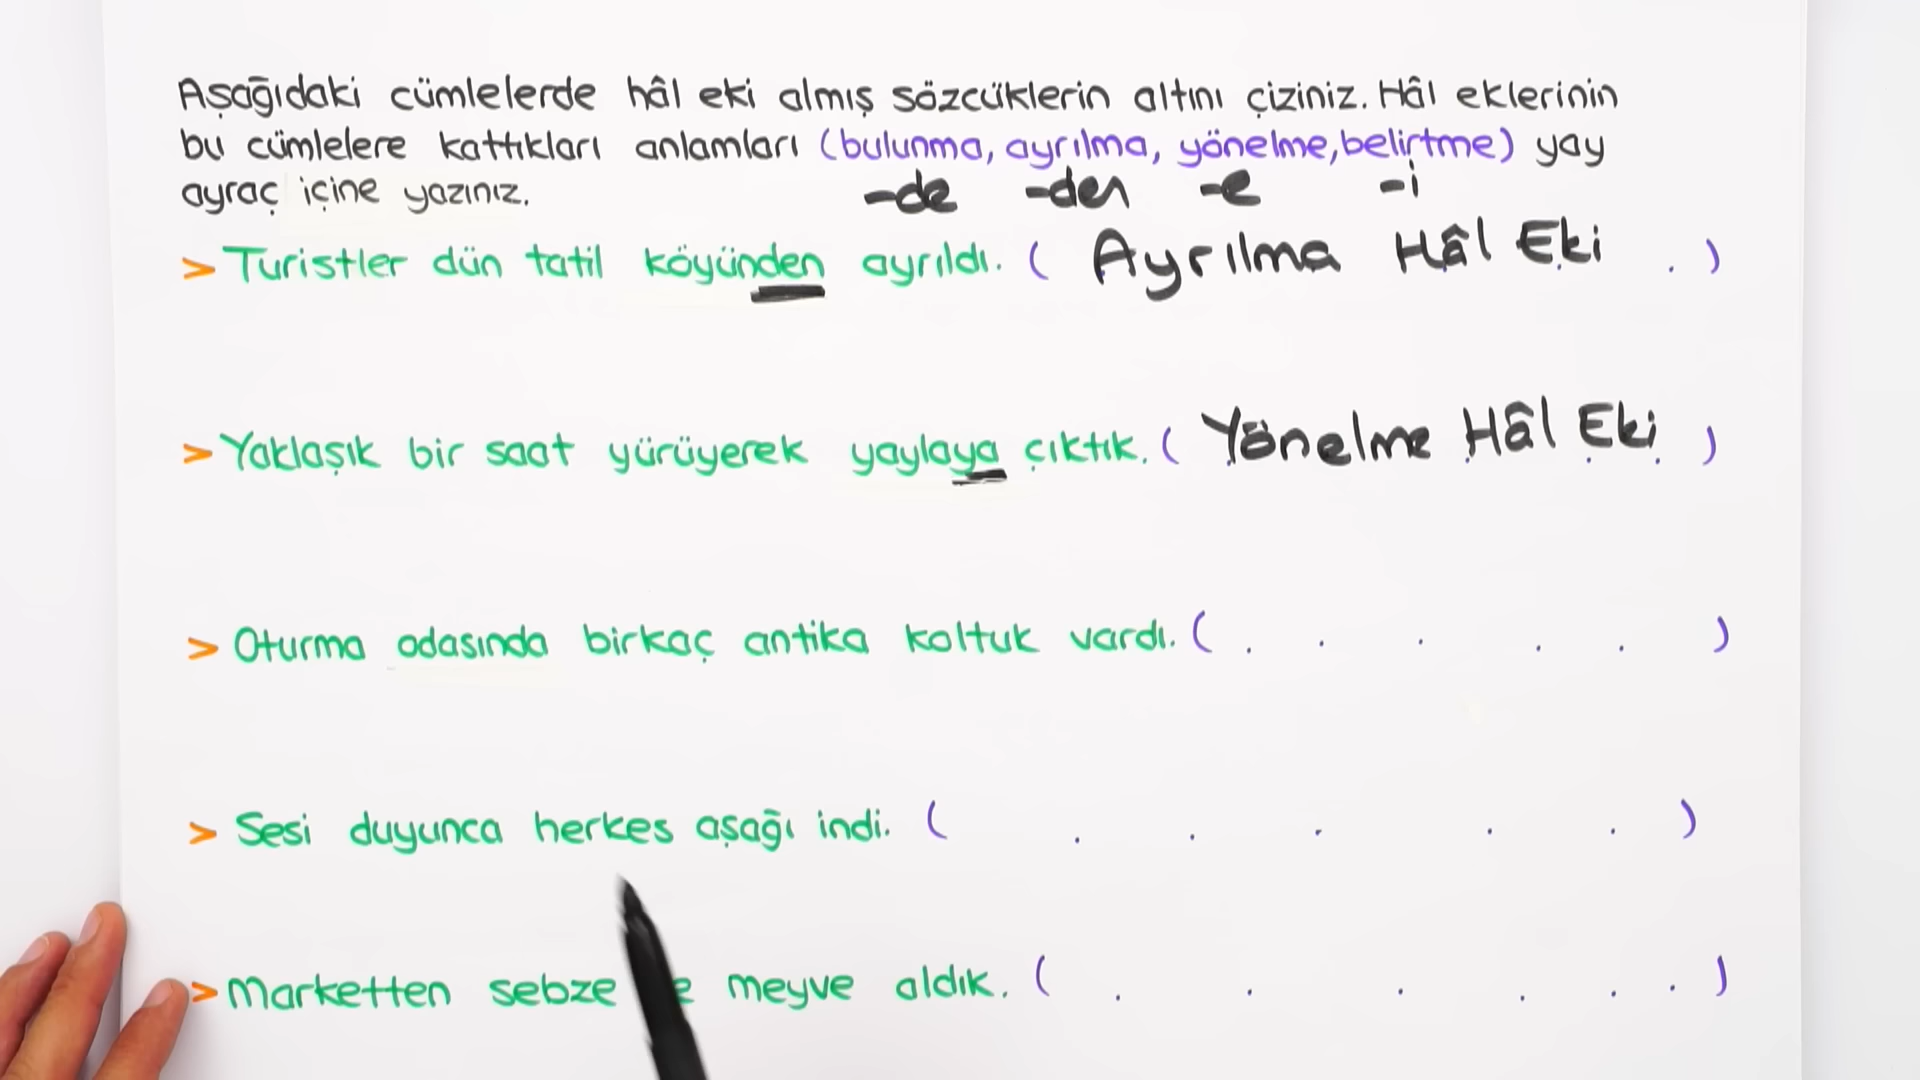 Aşağıdaki cümlelerde hâl eki almış sözcüklerin altını çiziniz. Hâl eklerinin
bu cümlelere kattıkları anlamları (bulunma, ayrılma, yönelme, belirtme) yay
ayraç içine yazınız.
-de -den -e -i
> Turistler dün tatil köyünden ayrıldı. ( Ayrılma Hâl Eki . )
> Yaklaşık bir saat yürüyerek yaylaya çıktık. ( Yönelme Hâl Eki )
> Oturma odasında birkaç antika koltuk vardı. ( . . . . . )
> Sesi duyunca herkes aşağı indi. ( . . . . . )
> Marketten sebze meyve aldık. ( . . . . . . )